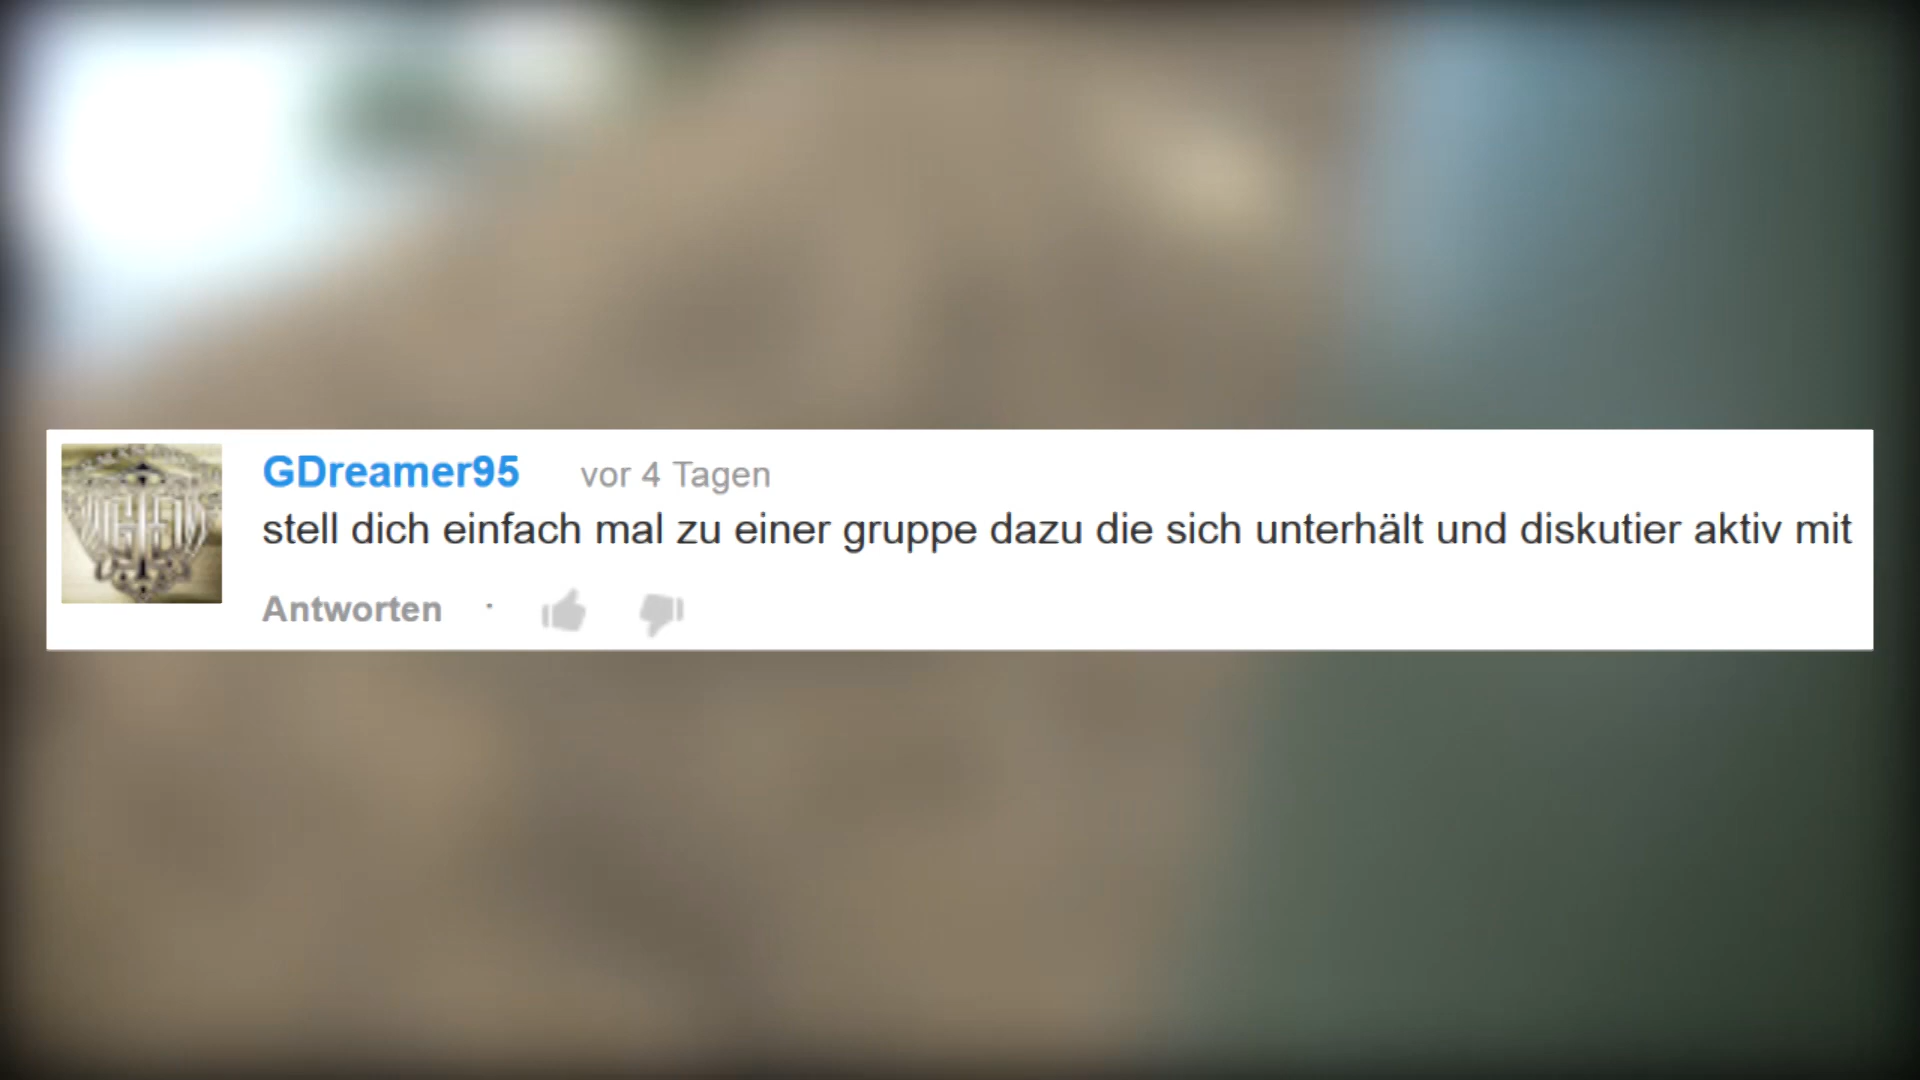 GDreamer95 vor 4 Tagen
stell dich einfach mal zu einer gruppe dazu die sich unterhält und diskutier aktiv mit
Antworten ·